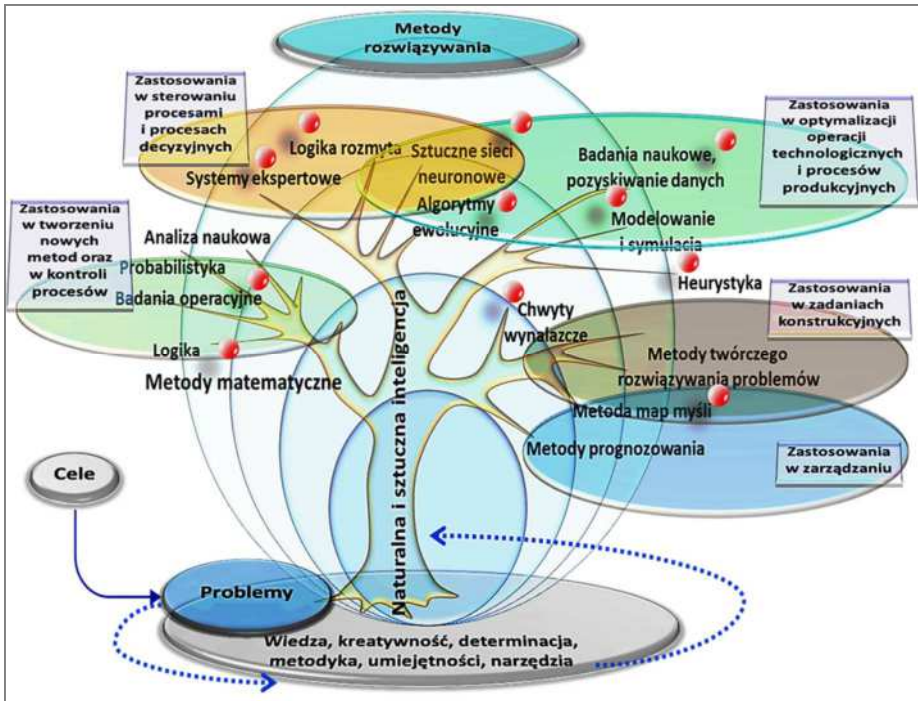 Metody
rozwiązywania
Zastosowania
w sterowaniu
procesami
i procesach
decyzyjnych
Zastosowania
w optymalizacji
operacji
technologicznych
i procesów
produkcyjnych
Logika rozmyta
Systemy ekspertowe
Sztuczne sieci
neuronowe
Badania naukowe,
pozyskiwanie danych
Algorytmy
ewolucyjne
Modelowanie
i symulacja
Zastosowania
w tworzeniu
nowych
metod oraz
w kontroli
procesów
Analiza naukowa
Probabilistyka
Badania operacyjne
Logika
Metody matematyczne
Heurystyka
Chwyty
wynalazcze
Zastosowania
w zadaniach
konstrukcyjnych
Metody twórczego
rozwiązywania problemów
Metoda map myśli
Metody prognozowania
Zastosowania
w zarządzaniu
Naturalna i sztuczna inteligencja
Cele
Problemy
Wiedza, kreatywność, determinacja,
metodyka, umiejętności, narzędzia